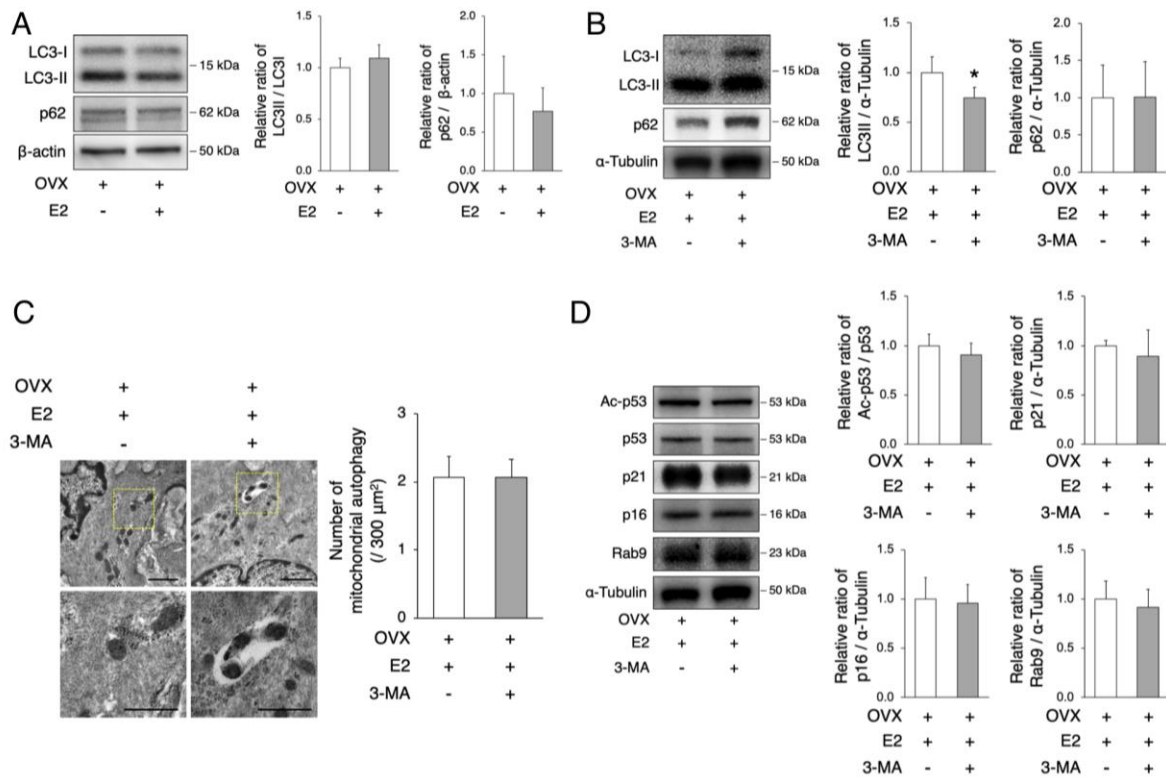 A
LC3-I
LC3-II
p62
β-actin
15 kDa
62 kDa
50 kDa
OVX + +
E2 - +
Relative ratio of
LC3II / LC3I
1.5
1.0
0.5
0.0
OVX + +
E2 - +
Relative ratio of
p62 / β-actin
2.0
1.5
1.0
0.5
0.0
OVX + +
E2 - +
B
LC3-I
LC3-II
p62
α-Tubulin
15 kDa
62 kDa
50 kDa
OVX + +
E2 + +
3-MA - +
Relative ratio of
LC3II / α-Tubulin
1.5
1.0
0.5
0.0
*
OVX + +
E2 + +
3-MA - +
Relative ratio of
p62 / α-Tubulin
2.0
1.5
1.0
0.5
0.0
OVX + +
E2 + +
3-MA - +
C
OVX + +
E2 + +
3-MA - +
Number of
mitochondrial autophagy
(/ 300 μm²)
3
2
1
0
OVX + +
E2 + +
3-MA - +
D
Ac-p53
p53
p21
p16
Rab9
α-Tubulin
53 kDa
53 kDa
21 kDa
16 kDa
23 kDa
50 kDa
OVX + +
E2 + +
3-MA - +
Relative ratio of
Ac-p53 / p53
1.5
1.0
0.5
0.0
OVX + +
E2 + +
3-MA - +
Relative ratio of
p21 / α-Tubulin
1.5
1.0
0.5
0.0
OVX + +
E2 + +
3-MA - +
Relative ratio of
p16 / α-Tubulin
1.5
1.0
0.5
0.0
OVX + +
E2 + +
3-MA - +
Relative ratio of
Rab9 / α-Tubulin
1.5
1.0
0.5
0.0
OVX + +
E2 + +
3-MA - +